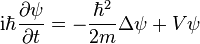 iħ ∂ψ/∂t = −ħ²/2m Δψ + Vψ